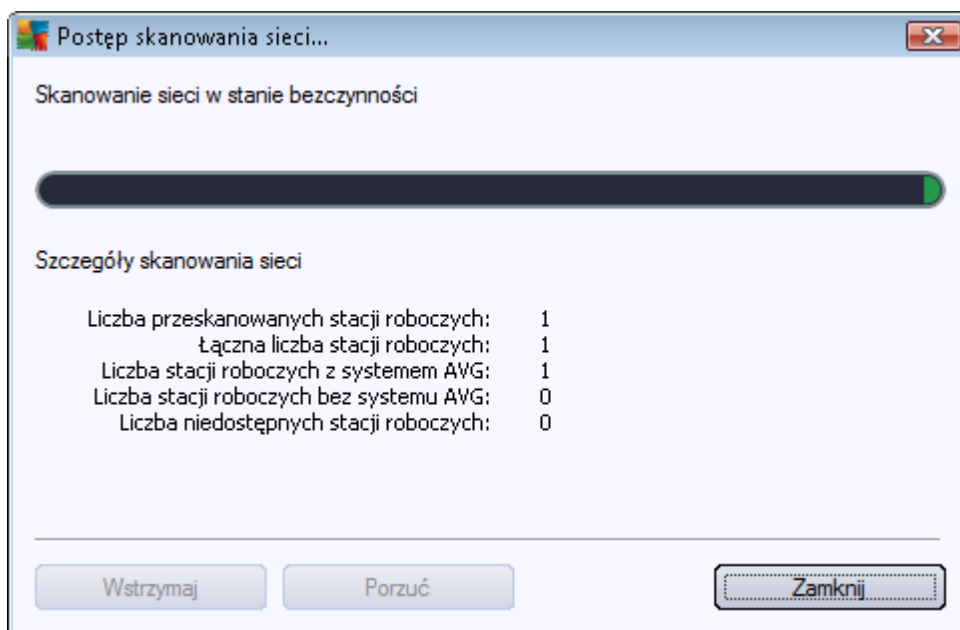 Postęp skanowania sieci...
Skanowanie sieci w stanie bezczynności
Szczegóły skanowania sieci
Liczba przeskanowanych stacji roboczych: 1
Łączna liczba stacji roboczych: 1
Liczba stacji roboczych z systemem AVG: 1
Liczba stacji roboczych bez systemu AVG: 0
Liczba niedostępnych stacji roboczych: 0
Wstrzymaj Porzuć Zamknij